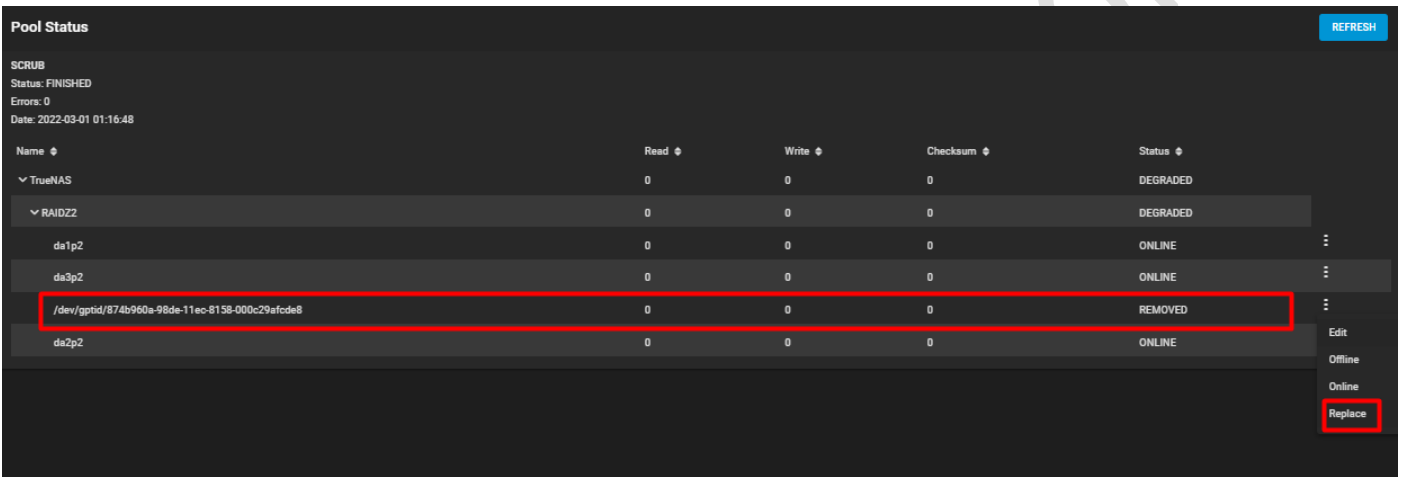 Pool Status
REFRESH
SCRUB
Status: FINISHED
Errors: 0
Date: 2022-03-01 01:16:48
Name Read Write Checksum Status
TrueNAS 0 0 0 DEGRADED
RAIDZ2 0 0 0 DEGRADED
da1p2 0 0 0 ONLINE
da3p2 0 0 0 ONLINE
/dev/gptid/874b960a-98de-11ec-8158-000c29afcde8 0 0 0 REMOVED
Edit
da2p2 0 0 0 ONLINE
Offline
Online
Replace